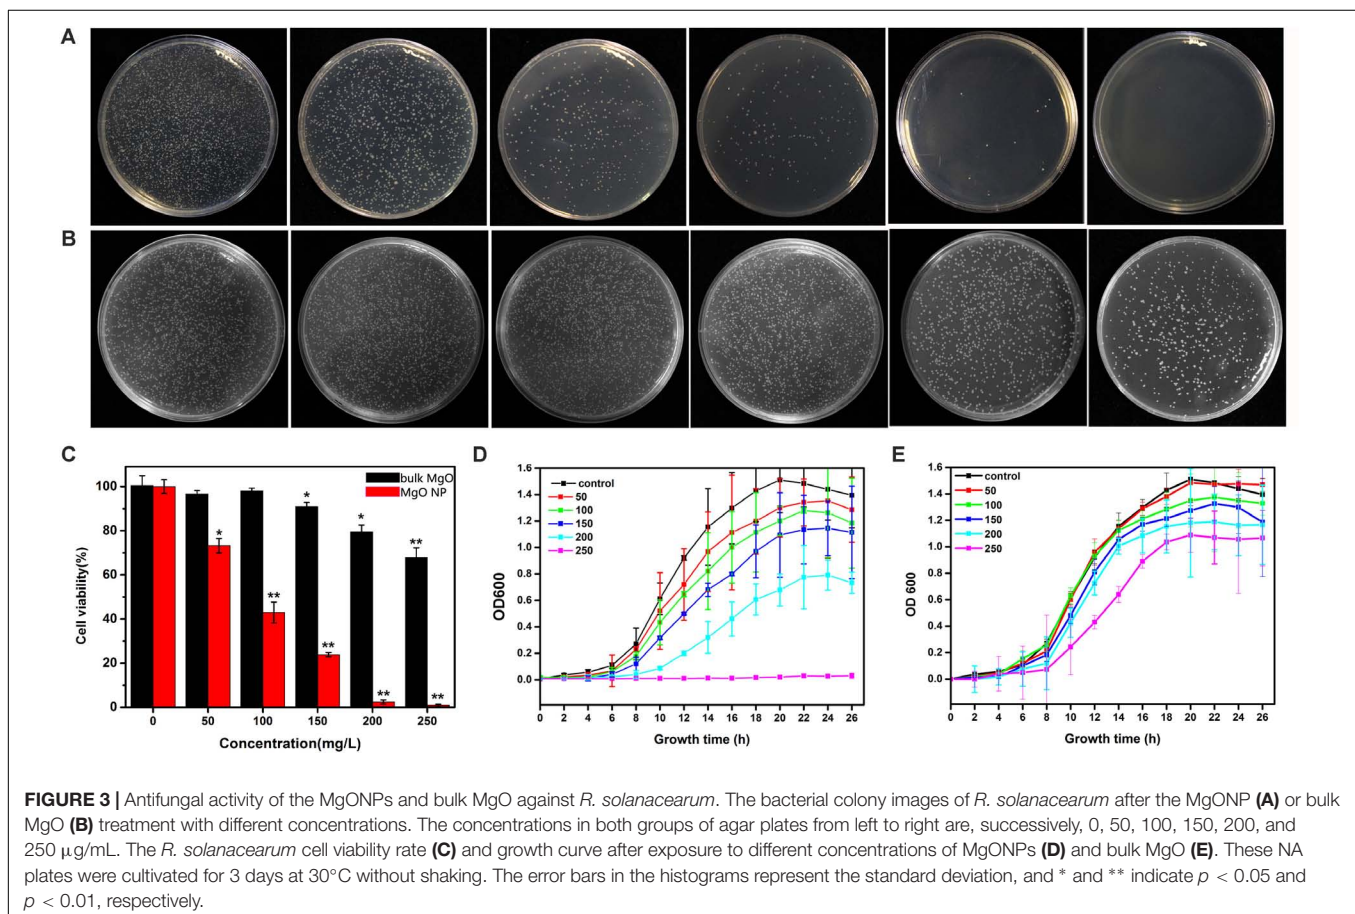 A
B
C
bulk MgO
MgO NP
100
80
60
40
20
0
Cell viability(%)
*
**
*
**
*
**
**
**
0 50 100 150 200 250
Concentration(mg/L)
D
control
50
100
150
200
250
1.6
1.4
1.2
1.0
0.8
0.6
0.4
0.2
0.0
OD600
0 2 4 6 8 10 12 14 16 18 20 22 24 26
Growth time (h)
E
control
50
100
150
200
250
1.6
1.4
1.2
1.0
0.8
0.6
0.4
0.2
0.0
OD 600
0 2 4 6 8 10 12 14 16 18 20 22 24 26
Growth time (h)
FIGURE 3 | Antifungal activity of the MgONPs and bulk MgO against R. solanacearum. The bacterial colony images of R. solanacearum after the MgONP (A) or bulk
MgO (B) treatment with different concentrations. The concentrations in both groups of agar plates from left to right are, successively, 0, 50, 100, 150, 200, and
250 μg/mL. The R. solanacearum cell viability rate (C) and growth curve after exposure to different concentrations of MgONPs (D) and bulk MgO (E). These NA
plates were cultivated for 3 days at 30°C without shaking. The error bars in the histograms represent the standard deviation, and * and ** indicate p < 0.05 and
p < 0.01, respectively.